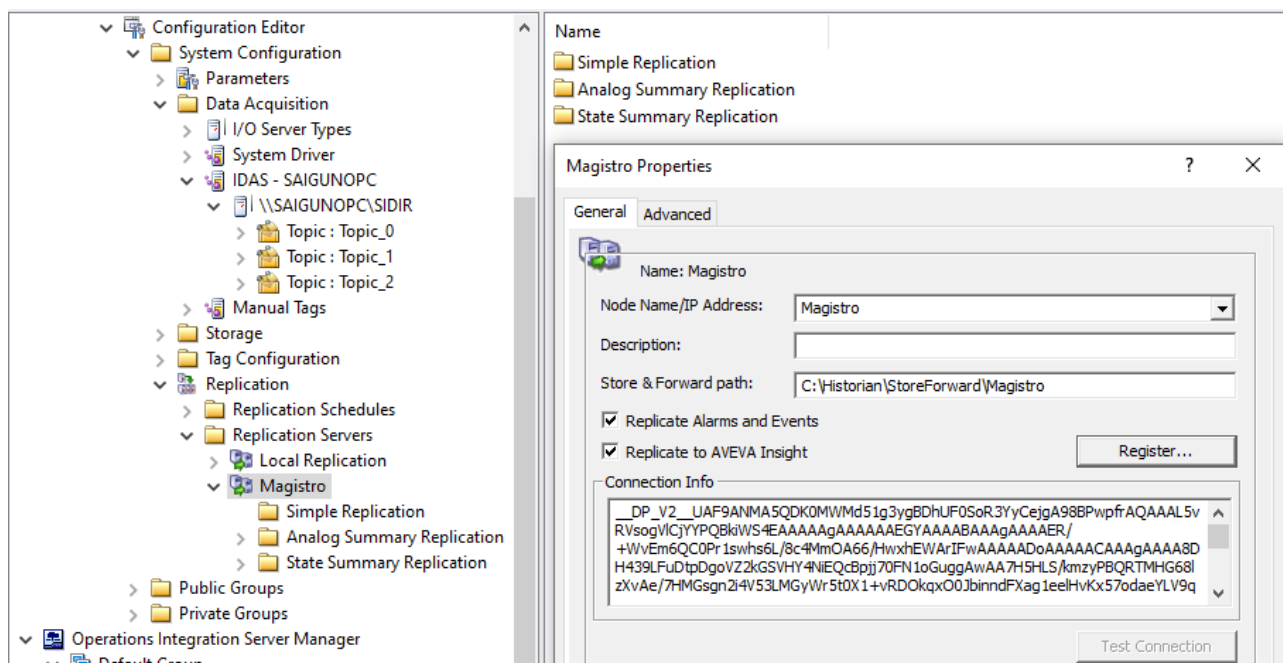 Configuration Editor
System Configuration
Parameters
Data Acquisition
I/O Server Types
System Driver
IDAS - SAIGUNOPC
\\SAIGUNOPC\SIDIR
Topic : Topic_0
Topic : Topic_1
Topic : Topic_2
Manual Tags
Storage
Tag Configuration
Replication
Replication Schedules
Replication Servers
Local Replication
Magistro
Simple Replication
Analog Summary Replication
State Summary Replication
Public Groups
Private Groups
Operations Integration Server Manager
Default Group
Name
Simple Replication
Analog Summary Replication
State Summary Replication
Magistro Properties
? X
General Advanced
Name: Magistro
Node Name/IP Address: Magistro
Description:
Store & Forward path: C:\Historian\StoreForward\Magistro
Replicate Alarms and Events
Replicate to AVEVA Insight Register...
Connection Info
__DP_V2__UAF9ANMA5QDK0MWMd51g3ygBDhUF0SoR3YyCejgA98BPwpfrAQAAAL5v
RVsogVlCjYYPQBkiWS4EAAAAAgAAAAAAEGYAAAABAAAgAAAAER/
+WvEm6QC0Pr1swhs6L/8c4MmOA66/HwxhEWArIFwAAAAADoAAAAACAAAgAAAA8D
H439LFuDtpDgoVZ2kGSVHY4NiEQcBpjj70FN1oGuggAwAA7H5HLS/kmzyPBQRTMHG68l
zXvAe/7HMGsgn2i4V53LMGyWr5t0X1+vRDOkqxO0JbinndFXag1eelHvKx57odaeYLV9q
Test Connection